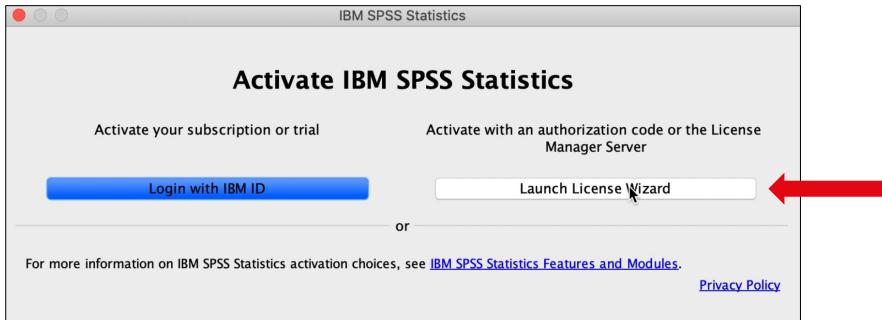 IBM SPSS Statistics
Activate IBM SPSS Statistics
Activate your subscription or trial
Login with IBM ID
Activate with an authorization code or the License
Manager Server
Launch License Wizard
or
For more information on IBM SPSS Statistics activation choices, see IBM SPSS Statistics Features and Modules.
Privacy Policy